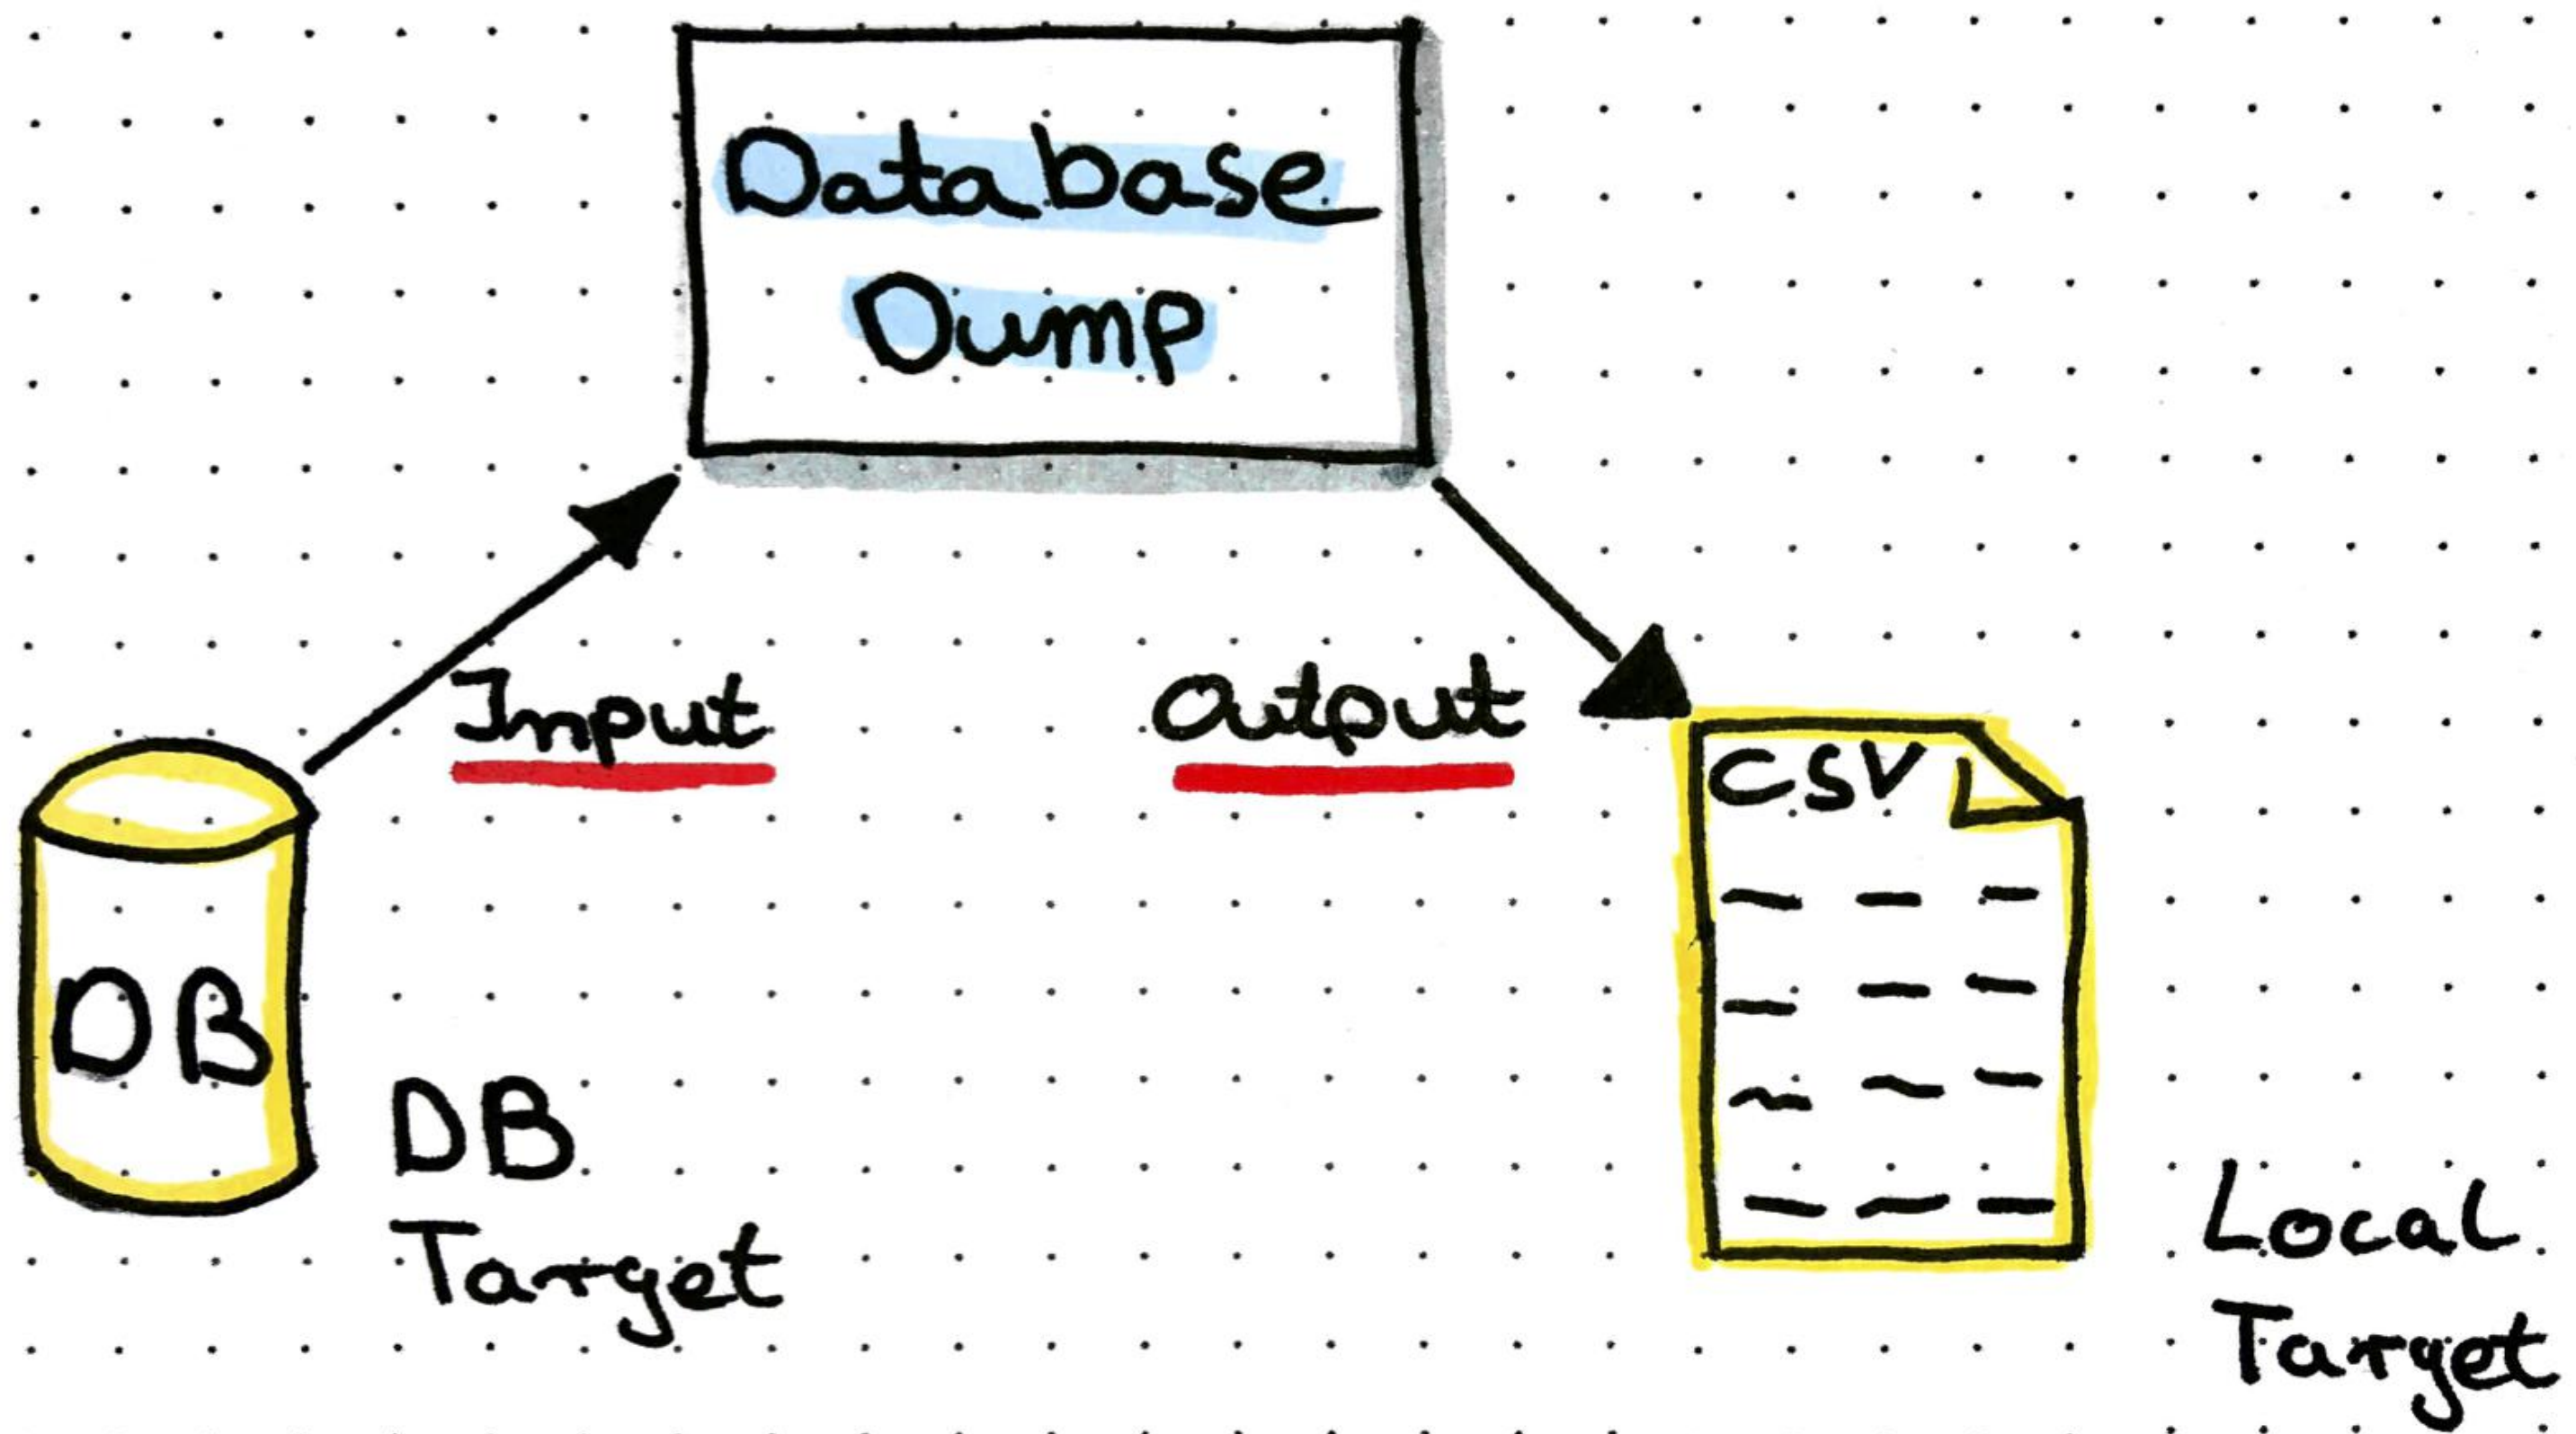 Database
Dump
Input
Output
CSV
DB
DB
Target
Local
Target